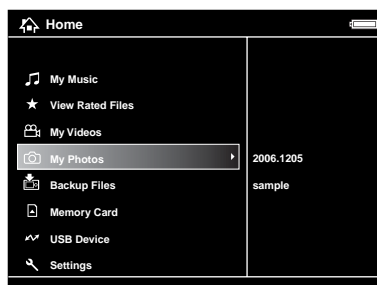 Home
My Music
View Rated Files
My Videos
My Photos
2006.1205
Backup Files
sample
Memory Card
USB Device
Settings